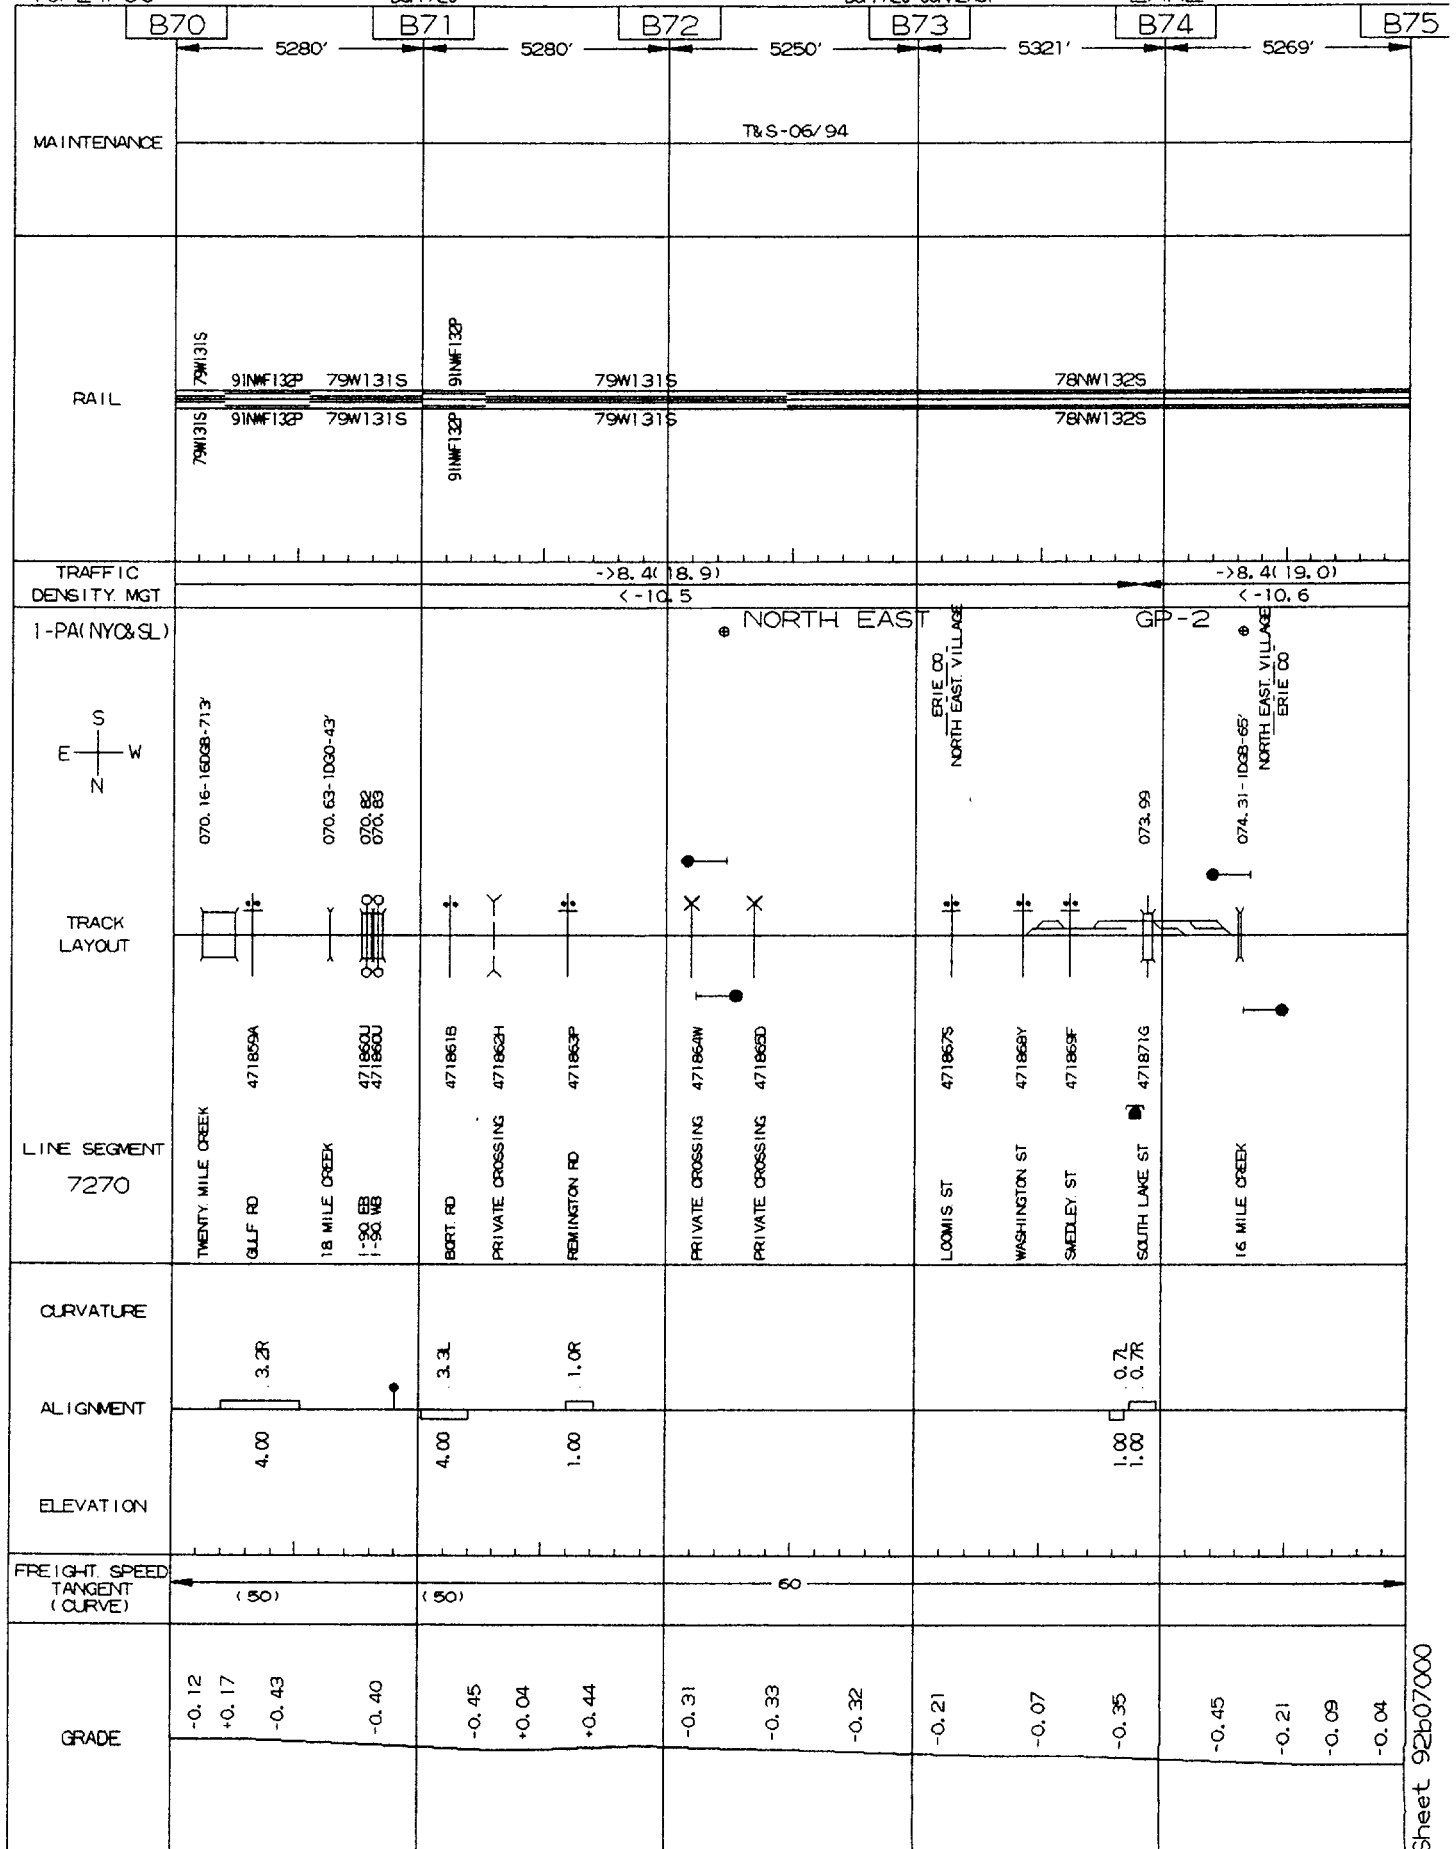 B70 B71 B72 B73 B74 B75
5280' 5280' 5250' 5321' 5269'
MAINTENANCE
T&S-06/94
RAIL
79W131S 91NWF132P 79W131S 91NWF132P 79W131S 78NW132S
79W131S 91NWF132P 79W131S 91NWF132P 79W131S 78NW132S
TRAFFIC
DENSITY. MGT
->8.4(18.9) ->8.4(19.0)
<-10.5 <-10.6
1-PA(NYC&SL)
NORTH EAST GP-2
ERIE CO
NORTH EAST. VILLAGE
NORTH EAST. VILLAGE
ERIE CO
S
E W
N
070.16-16DGB-713'
070.63-1DGO-43'
070.82
070.83
073.99
074.31-1DGB-65'
TRACK
LAYOUT
471859A
471860U
471860U
471861B
471862H
471863P
471864W
471865D
471867S
471868Y
471869F
471871G
LINE SEGMENT
7270
TWENTY. MILE CREEK
GULF RD
18 MILE CREEK
I-90 EB
I-90 WB
BORT. RD
PRIVATE CROSSING
REMINGTON RD
PRIVATE CROSSING
PRIVATE CROSSING
LOOMIS ST
WASHINGTON ST
SMEDLEY ST
SOUTH LAKE ST
16 MILE CREEK
CURVATURE
3.2R 3.3L 1.0R 0.7L 0.7R
ALIGNMENT
4.00 4.00 1.00 1.00 1.00
ELEVATION
FREIGHT. SPEED
TANGENT
(CURVE)
60
(50) (50)
GRADE
-0.12 +0.17 -0.43 -0.40 -0.45 +0.04 +0.44 -0.31 -0.33 -0.32 -0.21 -0.07 -0.35 -0.45 -0.21 -0.09 -0.04
Sheet 92b07000